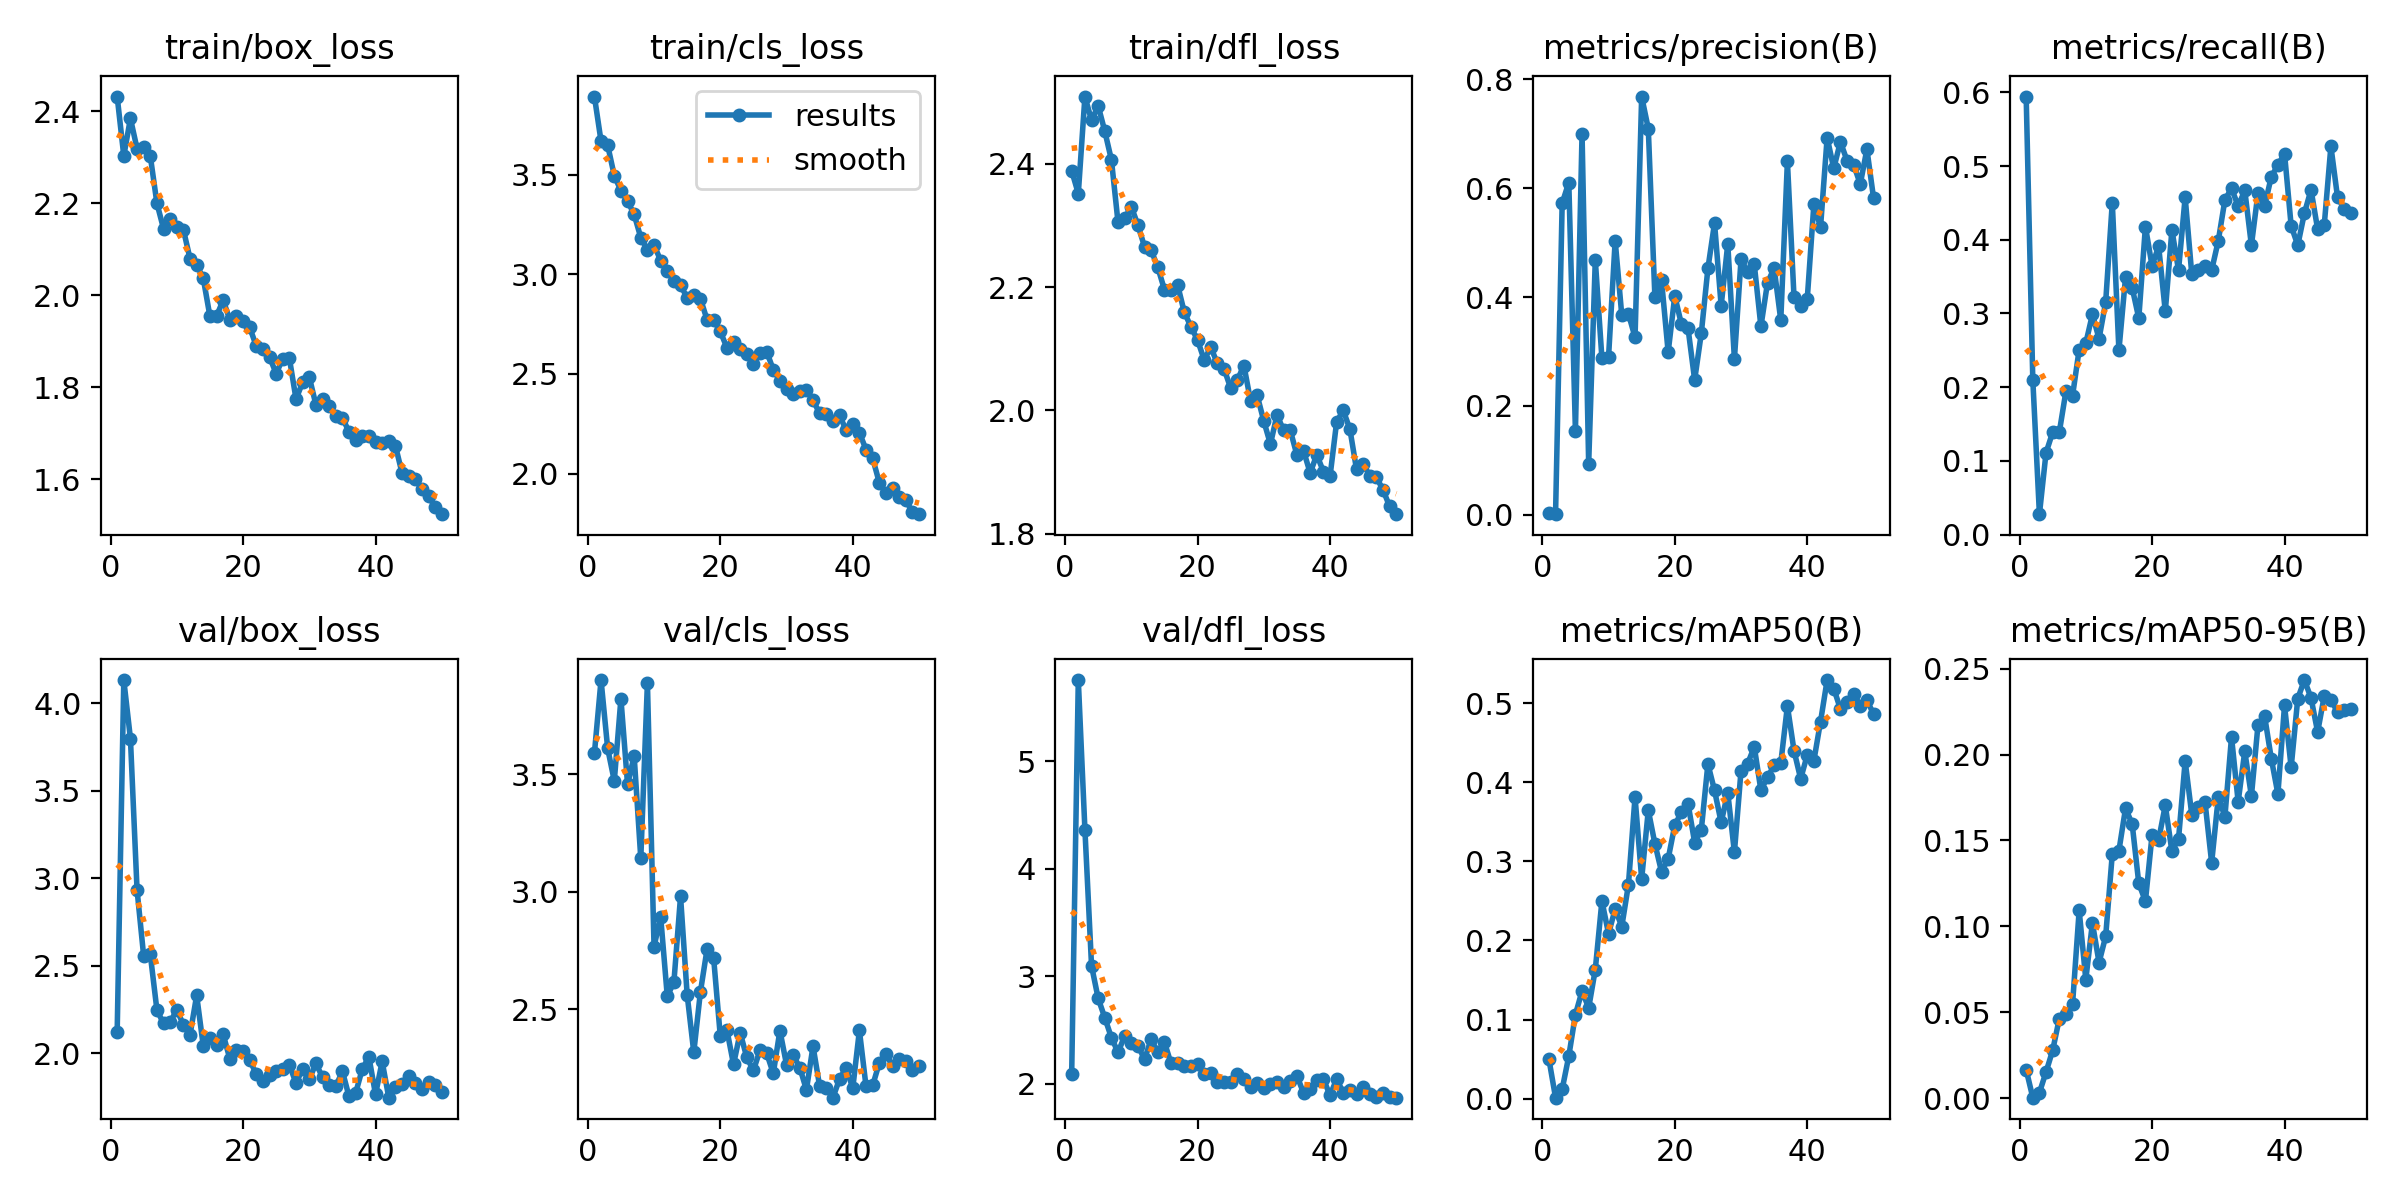 train/box_loss
2.4
2.2
2.0
1.8
1.6
0 20 40
train/cls_loss
results
smooth
3.5
3.0
2.5
2.0
0 20 40
train/dfl_loss
2.4
2.2
2.0
1.8
0 20 40
metrics/precision(B)
0.8
0.6
0.4
0.2
0.0
0 20 40
metrics/recall(B)
0.6
0.5
0.4
0.3
0.2
0.1
0.0
0 20 40
val/box_loss
4.0
3.5
3.0
2.5
2.0
0 20 40
val/cls_loss
3.5
3.0
2.5
0 20 40
val/dfl_loss
5
4
3
2
0 20 40
metrics/mAP50(B)
0.5
0.4
0.3
0.2
0.1
0.0
0 20 40
metrics/mAP50-95(B)
0.25
0.20
0.15
0.10
0.05
0.00
0 20 40